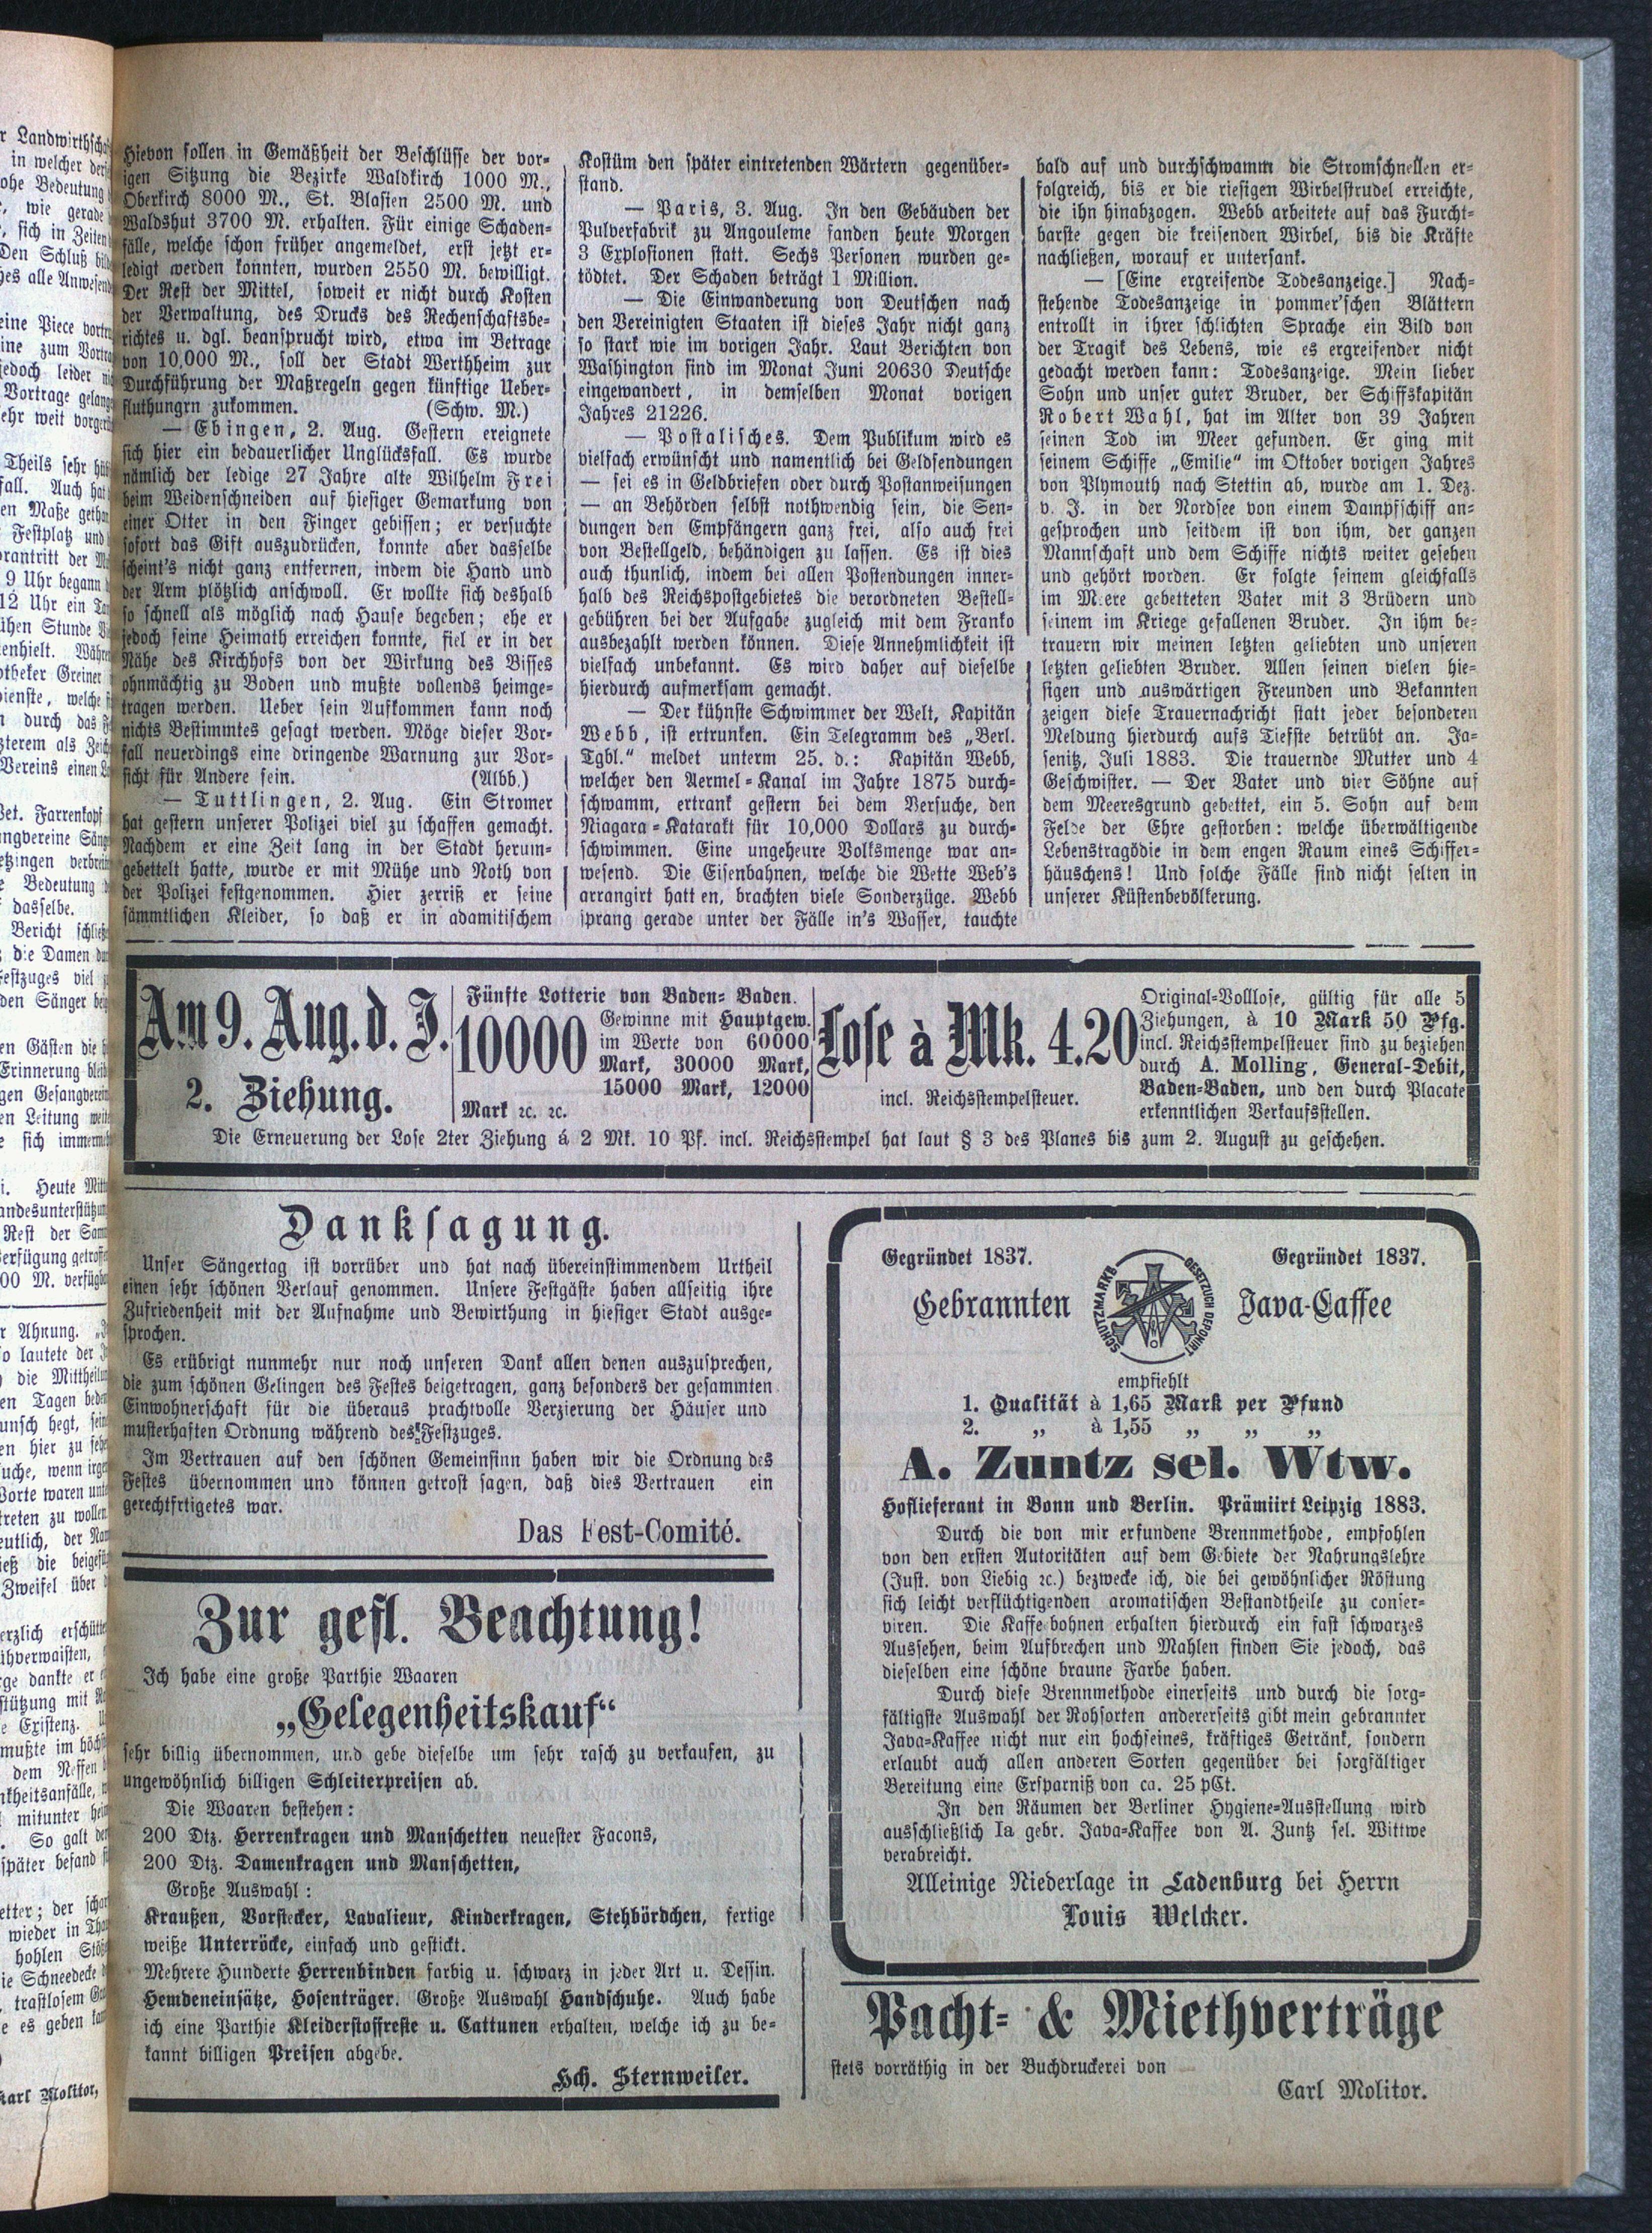 Hievon sollen in Gemäßheit der Beschlüsse der vor-
igen Sitzung die Bezirke Waldkirch 1000 M.,
Oberkirch 8000 M., St. Blasien 2500 M. und
Waldshut 3700 M. erhalten. Für einige Schaden-
fälle, welche schon früher angemeldet, erst jetzt er-
ledigt werden konnten, wurden 2550 M. bewilligt.
Der Rest der Mittel, soweit er nicht durch Kosten
der Verwaltung, des Drucks des Rechenschaftsbe-
richtes u. dgl. beansprucht wird, etwa im Betrage
von 10,000 M., soll der Stadt Werthheim zur
Durchführung der Maßregeln gegen künftige Ueber-
fluthungrn zukommen. (Schw. M.)
— Ebingen, 2. Aug. Gestern ereignete
sich hier ein bedauerlicher Unglücksfall. Es wurde
nämlich der ledige 27 Jahre alte Wilhelm Frei
beim Weidenschneiden auf hiesiger Gemarkung von
einer Otter in den Finger gebissen; er versuchte
sofort das Gift auszudrücken, konnte aber dasselbe
scheint's nicht ganz entfernen, indem die Hand und
der Arm plötzlich anschwoll. Er wollte sich deshalb
so schnell als möglich nach Hause begeben; ehe er
jedoch seine Heimath erreichen konnte, fiel er in der
Nähe des Kirchhofs von der Wirkung des Bisses
ohnmächtig zu Boden und mußte vollends heimge-
tragen werden. Ueber sein Aufkommen kann noch
nichts Bestimmtes gesagt werden. Möge dieser Vor-
fall neuerdings eine dringende Warnung zur Vor-
sicht für Andere sein. (Albb.)
— Tuttlingen, 2. Aug. Ein Stromer
hat gestern unserer Polizei viel zu schaffen gemacht.
Nachdem er eine Zeit lang in der Stadt herum-
gebettelt hatte, wurde er mit Mühe und Noth von
der Polizei festgenommen. Hier zerriß er seine
sämmtlichen Kleider, so daß er in adamitischem
Kostüm den später eintretenden Wärtern gegenüber-
stand.
— Paris, 3. Aug. In den Gebäuden der
Pulverfabrik zu Angouleme fanden heute Morgen
3 Explosionen statt. Sechs Personen wurden ge-
tödtet. Der Schaden beträgt 1 Million.
— Die Einwanderung von Deutschen nach
den Vereinigten Staaten ist dieses Jahr nicht ganz
so stark wie im vorigen Jahr. Laut Berichten von
Washington sind im Monat Juni 20630 Deutsche
eingewandert, in demselben Monat vorigen
Jahres 21226.
— Postalisches. Dem Publikum wird es
vielfach erwünscht und namentlich bei Geldsendungen
— sei es in Geldbriefen oder durch Postanweisungen
— an Behörden selbst nothwendig sein, die Sen-
dungen den Empfängern ganz frei, also auch frei
von Bestellgeld, behändigen zu lassen. Es ist dies
auch thunlich, indem bei allen Postendungen inner-
halb des Reichspostgebietes die verordneten Bestell-
gebühren bei der Aufgabe zugleich mit dem Franko
ausbezahlt werden können. Diese Annehmlichkeit ist
vielfach unbekannt. Es wird daher auf dieselbe
hierdurch aufmerksam gemacht.
— Der kühnste Schwimmer der Welt, Kapitän
Webb, ist ertrunken. Ein Telegramm des „Berl.
Tgbl." meldet unterm 25. d.: Kapitän Webb,
welcher den Aermel-Kanal im Jahre 1875 durch-
schwamm, ertrank gestern bei dem Versuche, den
Niagara-Katarakt für 10,000 Dollars zu durch-
schwimmen. Eine ungeheure Volksmenge war an-
wesend. Die Eisenbahnen, welche die Wette Web's
arrangirt hatten, brachten viele Sonderzüge. Webb
sprang gerade unter der Fälle in's Wasser, tauchte
bald auf und durchschwamm die Stromschnellen er-
folgreich, bis er die riesigen Wirbelstrudel erreichte,
die ihn hinabzogen. Webb arbeitete auf das Furcht-
barste gegen die kreisenden Wirbel, bis die Kräfte
nachließen, worauf er untersank.
— [Eine ergreifende Todesanzeige.] Nach-
stehende Todesanzeige in pommer'schen Blättern
entrollt in ihrer schlichten Sprache ein Bild von
der Tragik des Lebens, wie es ergreifender nicht
gedacht werden kann: Todesanzeige. Mein lieber
Sohn und unser guter Bruder, der Schiffskapitän
Robert Wahl, hat im Alter von 39 Jahren
seinen Tod im Meer gefunden. Er ging mit
seinem Schiffe „Emilie" im Oktober vorigen Jahres
von Plymouth nach Stettin ab, wurde am 1. Dez.
v. J. in der Nordsee von einem Dampfschiff an-
gesprochen und seitdem ist von ihm, der ganzen
Mannschaft und dem Schiffe nichts weiter gesehen
und gehört worden. Er folgte seinem gleichfalls
im Meere gebetteten Vater mit 3 Brüdern und
seinem im Kriege gefallenen Bruder. In ihm be-
trauern wir meinen letzten geliebten und unseren
letzten geliebten Bruder. Allen seinen vielen hie-
sigen und auswärtigen Freunden und Bekannten
zeigen diese Trauernachricht statt jeder besonderen
Meldung hierdurch aufs Tiefste betrübt an. Ja-
senitz, Juli 1883. Die trauernde Mutter und 4
Geschwister. — Der Vater und vier Söhne auf
dem Meeresgrund gebettet, ein 5. Sohn auf dem
Felde der Ehre gestorben: welche überwältigende
Lebenstragödie in dem engen Raum eines Schiffer-
häuschens! Und solche Fälle sind nicht selten in
unserer Küstenbevölkerung.
Am 9. Aug. d. J.
2. Ziehung.
Fünfte Lotterie von Baden-Baden.
10000 Gewinne mit Hauptgew.
im Werte von 60000
Mark, 30000 Mark,
15000 Mark, 12000
Mark ꝛc. ꝛc.
Lose à Mk. 4.20
incl. Reichsstempelsteuer.
Original-Volllose, gültig für alle 5
Ziehungen, à 10 Mark 50 Pfg.
incl. Reichsstempelsteuer sind zu beziehen
durch A. Molling, General-Debit,
Baden-Baden, und den durch Placate
erkenntlichen Verkaufsstellen.
Die Erneuerung der Lose 2ter Ziehung á 2 Mk. 10 Pf. incl. Reichsstempel hat laut § 3 des Planes bis zum 2. August zu geschehen.
Danksagung.
Unser Sängertag ist vorrüber und hat nach übereinstimmendem Urtheil
einen sehr schönen Verlauf genommen. Unsere Festgäste haben allseitig ihre
Zufriedenheit mit der Aufnahme und Bewirthung in hiesiger Stadt ausge-
sprochen.
Es erübrigt nunmehr nur noch unseren Dank allen denen auszusprechen,
die zum schönen Gelingen des Festes beigetragen, ganz besonders der gesammten
Einwohnerschaft für die überaus prachtvolle Verzierung der Häuser und
musterhaften Ordnung während des Festzuges.
Im Vertrauen auf den schönen Gemeinsinn haben wir die Ordnung des
Festes übernommen und können getrost sagen, daß dies Vertrauen ein
gerechtfrtigetes war.
Das Fest-Comité.
Zur gefl. Beachtung!
Ich habe eine große Parthie Waaren
„Gelegenheitskauf"
sehr billig übernommen, und gebe dieselbe um sehr rasch zu verkaufen, zu
ungewöhnlich billigen Schleiterpreisen ab.
Die Waaren bestehen:
200 Dtz. Herrenkragen und Manschetten neuester Facons,
200 Dtz. Damenkragen und Manschetten,
Große Auswahl:
Kraußen, Vorstecker, Lavalieur, Kinderkragen, Stehbördchen, fertige
weiße Unterröcke, einfach und gestickt.
Mehrere Hunderte Herrenbinden farbig u. schwarz in jeder Art u. Dessin.
Hemdeneinsätze, Hosenträger. Große Auswahl Handschuhe. Auch habe
ich eine Parthie Kleiderstoffreste u. Cattunen erhalten, welche ich zu be-
kannt billigen Preisen abgebe.
Hch. Sternweiler.
Gegründet 1837. Gegründet 1837.
Gebrannten Java-Caffee
SCHUTZMARKE GESETZLICH DEPONIRT
empfiehlt
1. Qualität à 1,65 Mark per Pfund
2. „ à 1,55 „ „ „
A. Zuntz sel. Wtw.
Hoflieferant in Bonn und Berlin. Prämiirt Leipzig 1883.
Durch die von mir erfundene Brennmethode, empfohlen
von den ersten Autoritäten auf dem Gebiete der Nahrungslehre
(Just. von Liebig ꝛc.) bezwecke ich, die bei gewöhnlicher Röstung
sich leicht verflüchtigenden aromatischen Bestandtheile zu conser-
viren. Die Kaffebohnen erhalten hierdurch ein fast schwarzes
Aussehen, beim Aufbrechen und Mahlen finden Sie jedoch, das
dieselben eine schöne braune Farbe haben.
Durch diese Brennmethode einerseits und durch die sorg-
fältigste Auswahl der Rohsorten andererseits gibt mein gebrannter
Java-Kaffee nicht nur ein hochfeines, kräftiges Getränk, sondern
erlaubt auch allen anderen Sorten gegenüber bei sorgfältiger
Bereitung eine Ersparniß von ca. 25 pCt.
In den Räumen der Berliner Hygiene-Ausstellung wird
ausschließlich Ia gebr. Java-Kaffee von A. Zuntz sel. Wittwe
verabreicht.
Alleinige Niederlage in Ladenburg bei Herrn
Louis Welcker.
Pacht- & Miethverträge
stets vorräthig in der Buchdruckerei von
Carl Molitor.